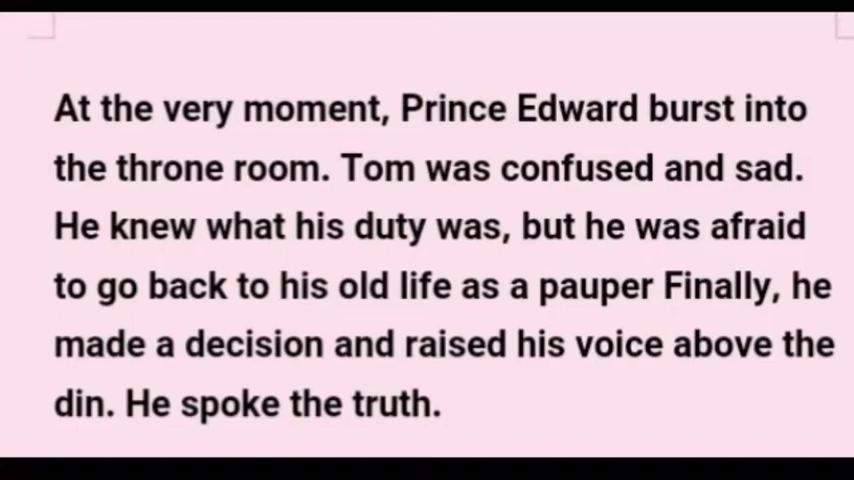 At the very moment, Prince Edward burst into
the throne room. Tom was confused and sad.
He knew what his duty was, but he was afraid
to go back to his old life as a pauper Finally, he
made a decision and raised his voice above the
din. He spoke the truth.